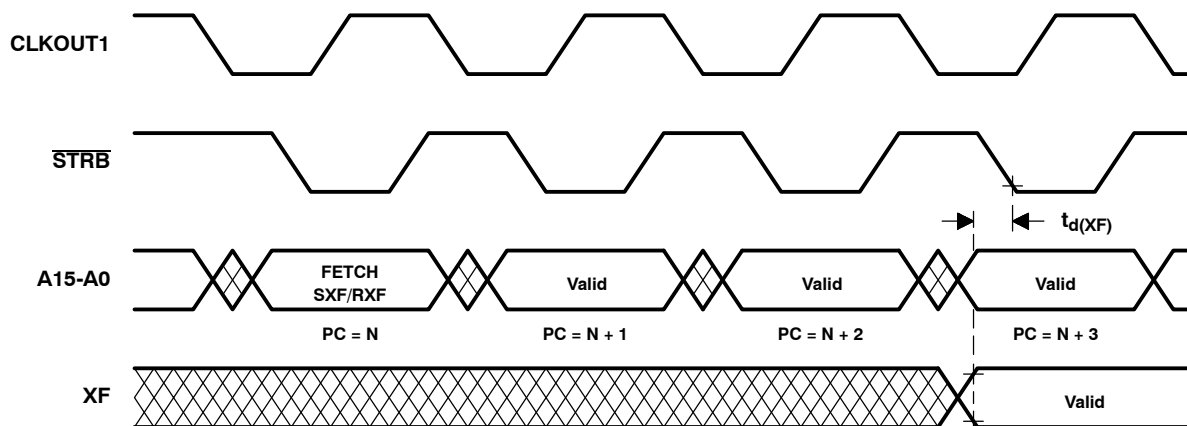 CLKOUT1
STRB
td(XF)
A15-A0
FETCH
SXF/RXF
Valid
Valid
Valid
PC = N
PC = N + 1
PC = N + 2
PC = N + 3
XF
Valid